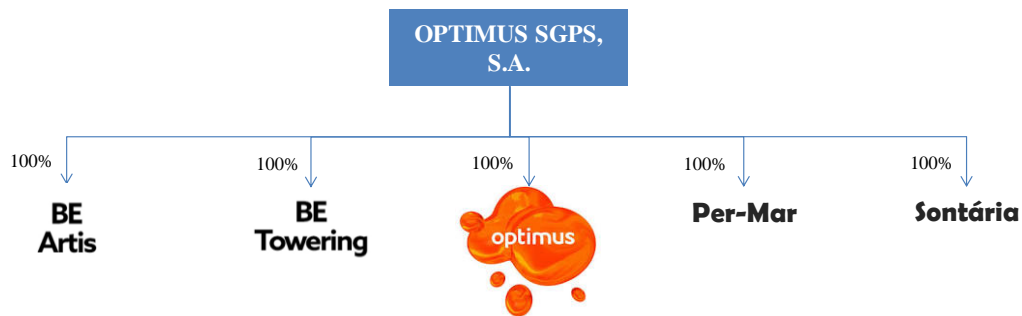 OPTIMUS SGPS,
S.A.
100%
100%
100%
100%
100%
BE
Artis
BE
Towering
optimus
Per-Mar
Sontária